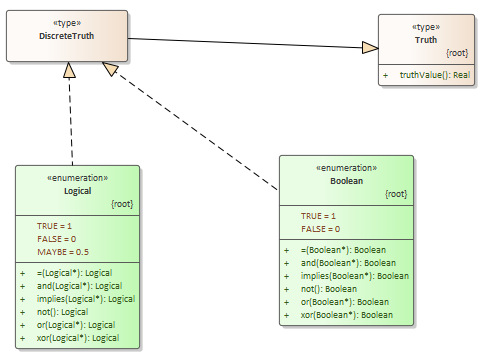 «type»
DiscreteTruth
«type»
Truth
{root}
+ truthValue(): Real
«enumeration»
Logical
{root}
TRUE = 1
FALSE = 0
MAYBE = 0.5
+ =(Logical*): Logical
+ and(Logical*): Logical
+ implies(Logical*): Logical
+ not(): Logical
+ or(Logical*): Logical
+ xor(Logical*): Logical
«enumeration»
Boolean
{root}
TRUE = 1
FALSE = 0
+ =(Boolean*): Boolean
+ and(Boolean*): Boolean
+ implies(Boolean*): Boolean
+ not(): Boolean
+ or(Boolean*): Boolean
+ xor(Boolean*): Boolean